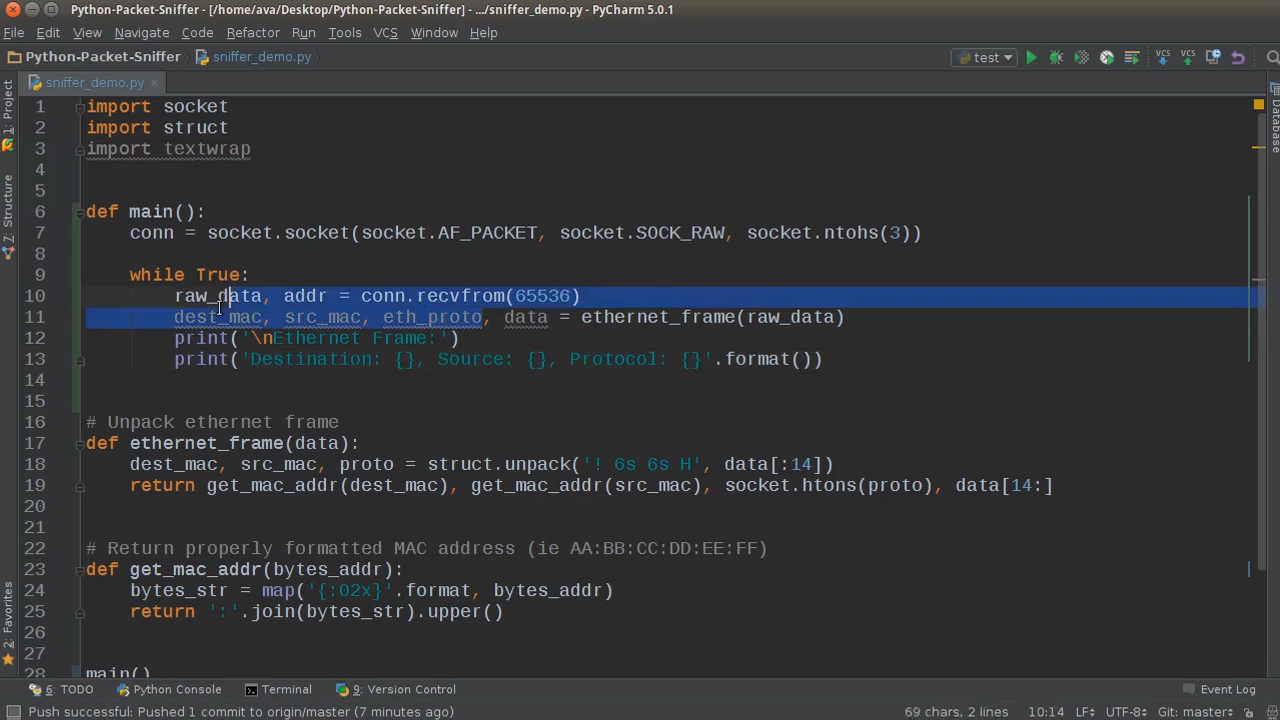 Python-Packet-Sniffer - [/home/ava/Desktop/Python-Packet-Sniffer] - .../sniffer_demo.py - PyCharm 5.0.1
File Edit View Navigate Code Refactor Run Tools VCS Window Help
Python-Packet-Sniffer sniffer_demo.py test VCS VCS
sniffer_demo.py
1: Project
7: Structure
2: Favorites
Database
1 import socket
2 import struct
3 import textwrap
4
5
6 def main():
7 conn = socket.socket(socket.AF_PACKET, socket.SOCK_RAW, socket.ntohs(3))
8
9 while True:
10 raw_data, addr = conn.recvfrom(65536)
11 dest_mac, src_mac, eth_proto, data = ethernet_frame(raw_data)
12 print('\nEthernet Frame:')
13 print('Destination: {}, Source: {}, Protocol: {}'.format())
14
15
16 # Unpack ethernet frame
17 def ethernet_frame(data):
18 dest_mac, src_mac, proto = struct.unpack('! 6s 6s H', data[:14])
19 return get_mac_addr(dest_mac), get_mac_addr(src_mac), socket.htons(proto), data[14:]
20
21
22 # Return properly formatted MAC address (ie AA:BB:CC:DD:EE:FF)
23 def get_mac_addr(bytes_addr):
24 bytes_str = map('{:02x}'.format, bytes_addr)
25 return ':'.join(bytes_str).upper()
26
27
28 main()
6: TODO Python Console Terminal 9: Version Control Event Log
Push successful: Pushed 1 commit to origin/master (7 minutes ago) 69 chars, 2 lines 10:14 LF÷ UTF-8÷ Git: master÷